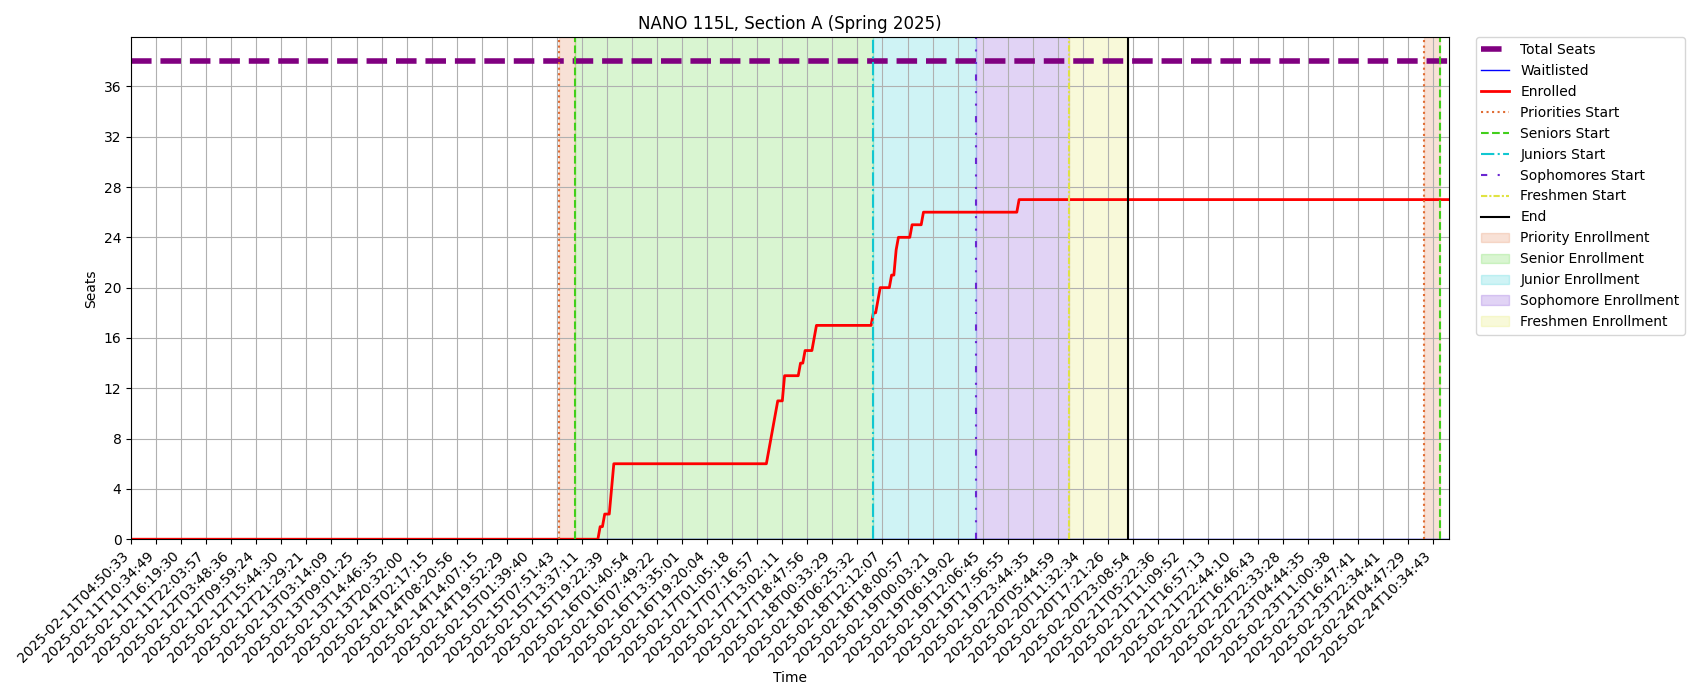 NANO 115L, Section A (Spring 2025)
Total Seats
Waitlisted
Enrolled
Priorities Start
Seniors Start
Juniors Start
Sophomores Start
Freshmen Start
End
Priority Enrollment
Senior Enrollment
Junior Enrollment
Sophomore Enrollment
Freshmen Enrollment
Seats
36
32
28
24
20
16
12
8
4
0
2025-02-11T04:50:33
2025-02-11T10:34:49
2025-02-11T16:19:30
2025-02-11T22:03:57
2025-02-12T03:48:36
2025-02-12T09:59:24
2025-02-12T15:44:30
2025-02-12T21:29:21
2025-02-13T03:14:09
2025-02-13T09:01:25
2025-02-13T14:46:35
2025-02-13T20:32:00
2025-02-14T02:17:15
2025-02-14T08:20:56
2025-02-14T14:07:15
2025-02-14T19:52:29
2025-02-15T01:39:40
2025-02-15T07:51:43
2025-02-15T13:37:11
2025-02-15T19:22:39
2025-02-16T01:40:54
2025-02-16T07:49:22
2025-02-16T13:35:01
2025-02-16T19:20:04
2025-02-17T01:05:18
2025-02-17T07:16:57
2025-02-17T13:02:11
2025-02-17T18:47:56
2025-02-18T00:33:29
2025-02-18T06:25:32
2025-02-18T12:12:07
2025-02-18T18:00:57
2025-02-19T00:03:21
2025-02-19T06:19:02
2025-02-19T12:06:45
2025-02-19T17:56:55
2025-02-19T23:44:35
2025-02-20T05:44:59
2025-02-20T11:32:34
2025-02-20T17:21:26
2025-02-20T23:08:54
2025-02-21T05:22:36
2025-02-21T11:09:52
2025-02-21T16:57:13
2025-02-21T22:44:10
2025-02-22T16:46:43
2025-02-22T22:35:28
2025-02-23T04:44:35
2025-02-23T11:00:38
2025-02-23T16:47:41
2025-02-23T22:34:41
2025-02-24T04:47:29
2025-02-24T10:34:43
Time